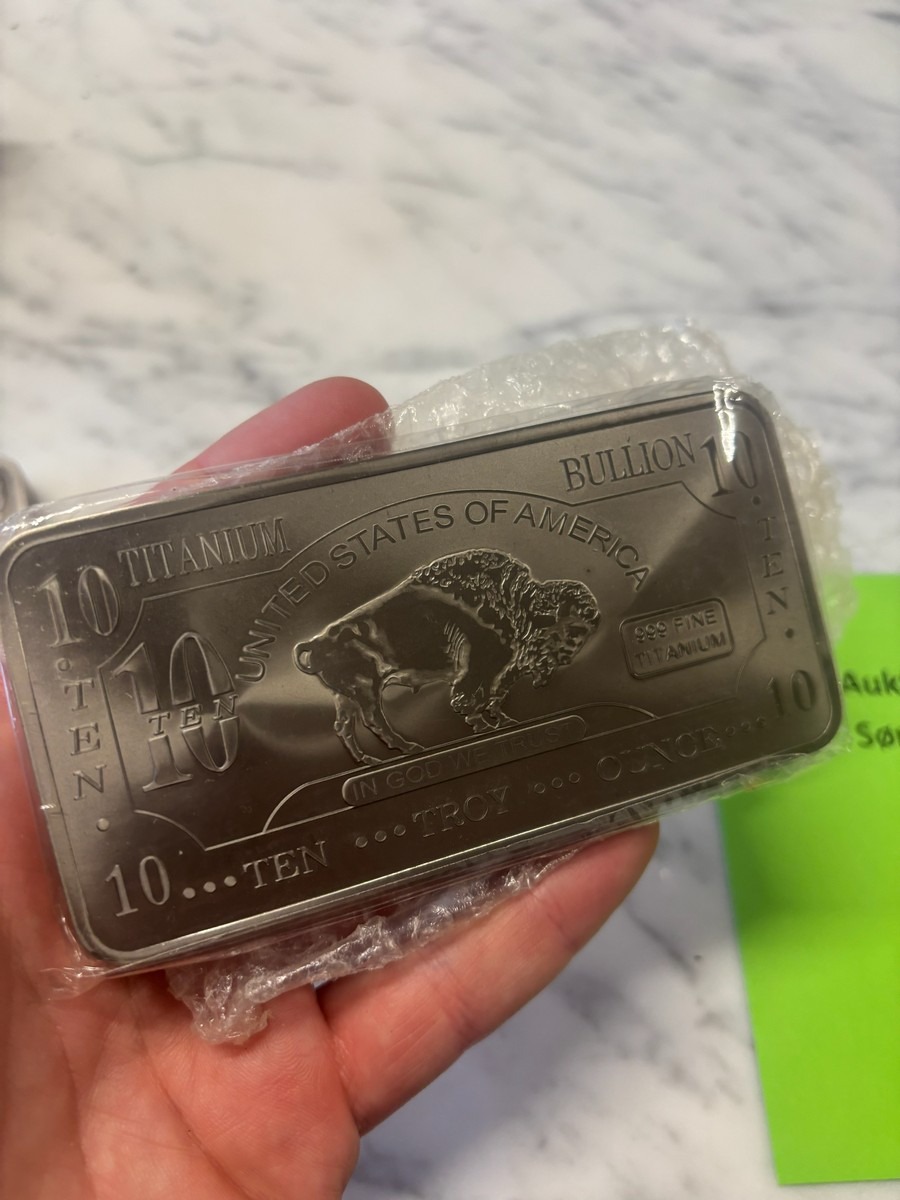 TITANIUM
BULLION
10
10
UNITED STATES OF AMERICA
TEN
TEN
10
TEN
999 FINE
TITANIUM
IN GOD WE TRUST
10...TEN ...TROY ...OUNCE...10
Auk
Sør